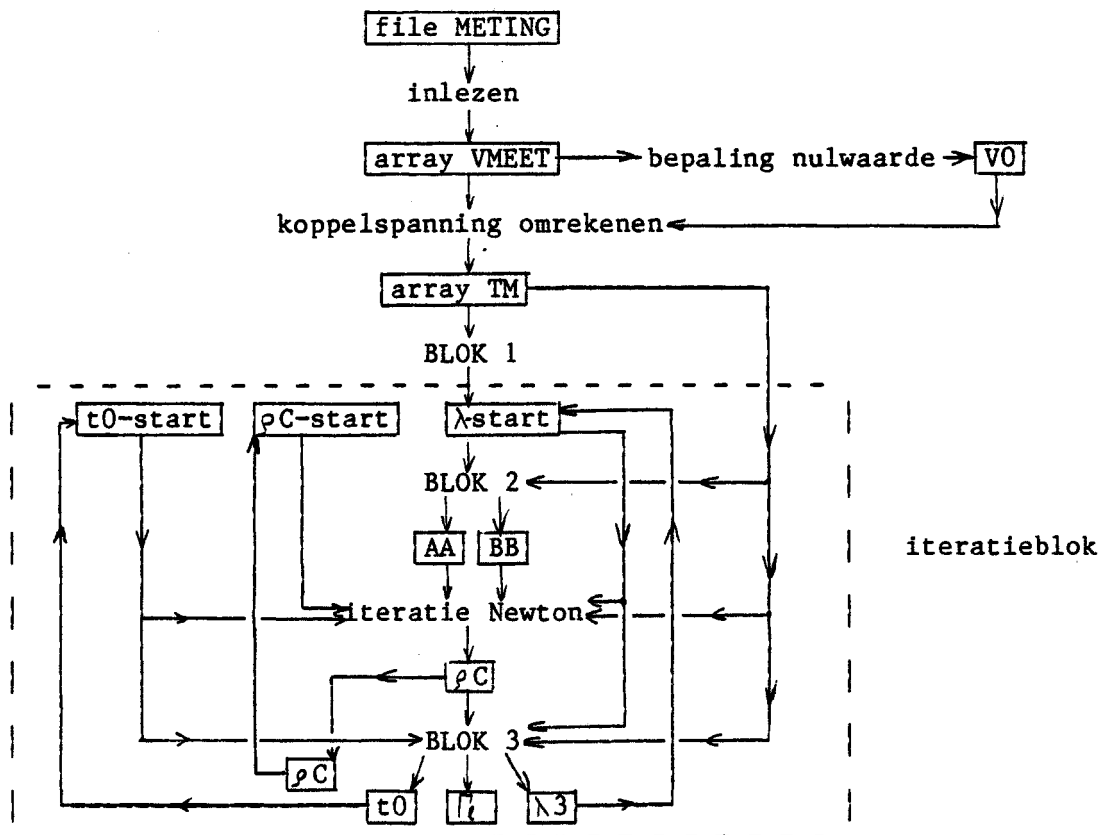 file METING
inlezen
array VMEET
bepaling nulwaarde
V0
koppelspanning omrekenen
array TM
BLOK 1
t0-start
ρC-start
λ-start
BLOK 2
AA
BB
iteratieblok
iteratie Newton
ρC
BLOK 3
ρC
t0
Γℓ
λ3